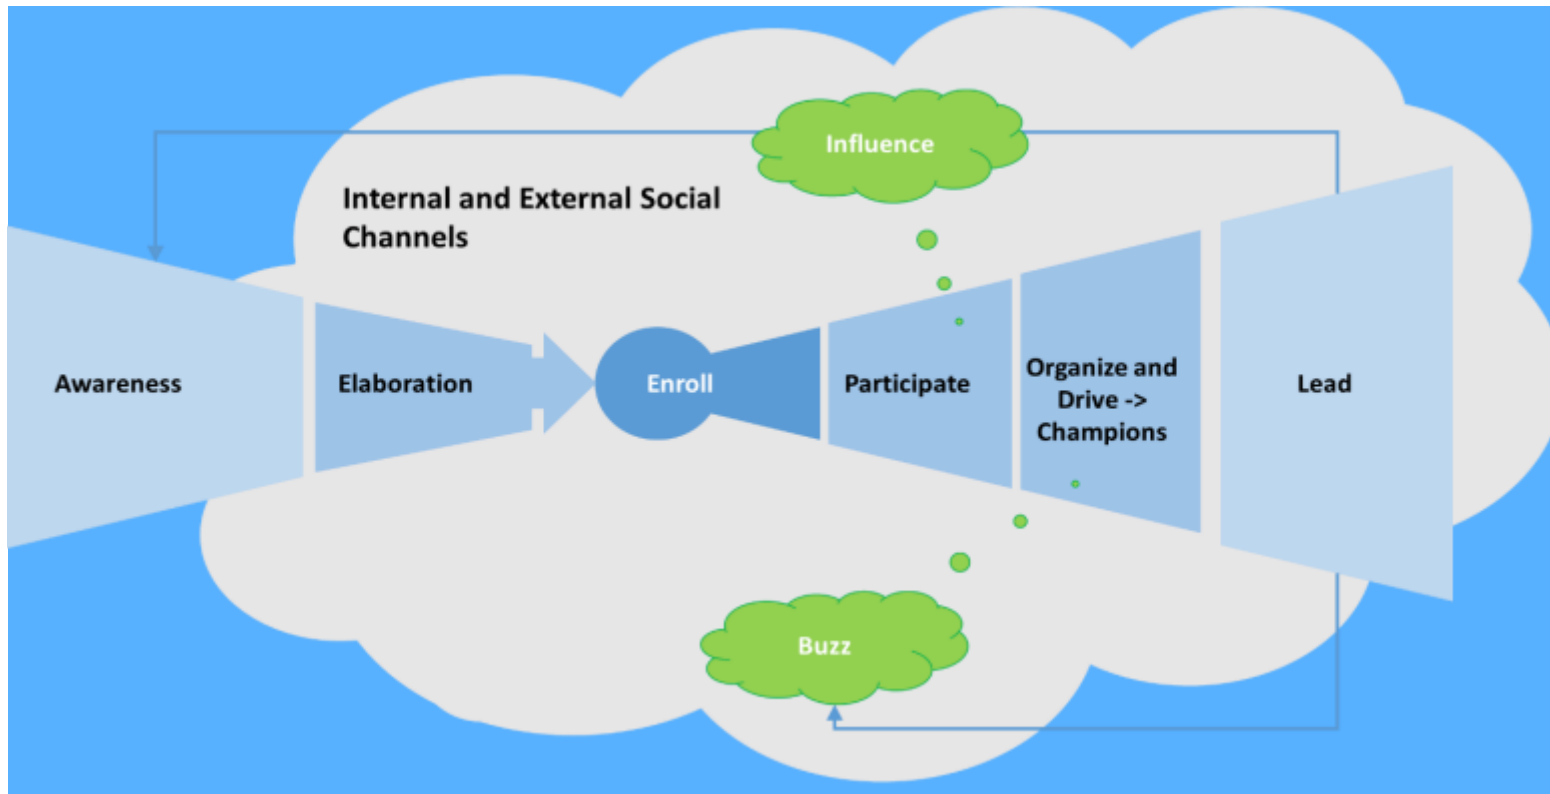 Influence
Internal and External Social
Channels
Awareness
Elaboration
Enroll
Participate
Organize and
Drive ->
Champions
Lead
Buzz